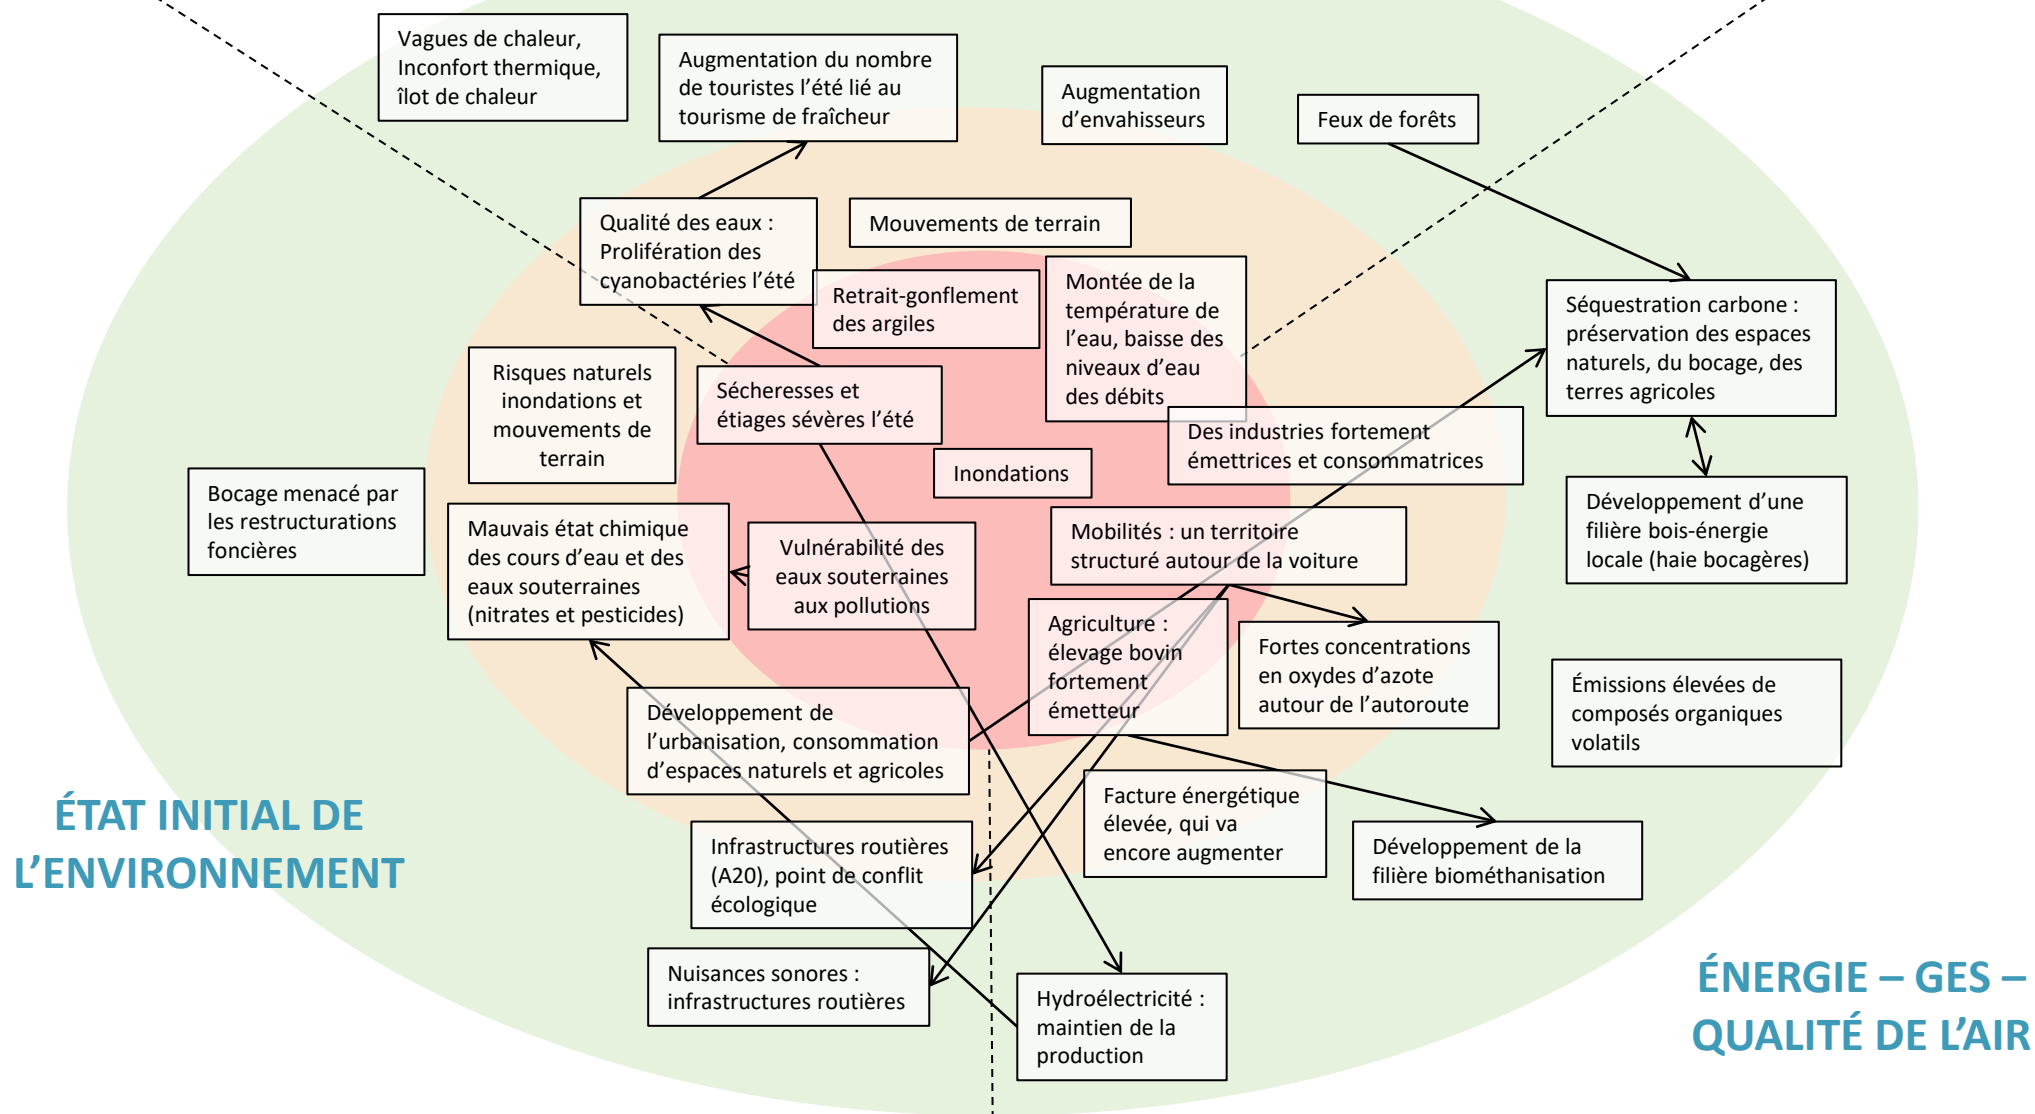 Vagues de chaleur,
Inconfort thermique,
îlot de chaleur
Augmentation du nombre
de touristes l’été lié au
tourisme de fraîcheur
Augmentation
d’envahisseurs
Feux de forêts
Qualité des eaux :
Prolifération des
cyanobactéries l’été
Mouvements de terrain
Retrait-gonflement
des argiles
Montée de la
température de
l’eau, baisse des
niveaux d’eau
des débits
Séquestration carbone :
préservation des espaces
naturels, du bocage, des
terres agricoles
Risques naturels
inondations et
mouvements de
terrain
Sécheresses et
étiages sévères l’été
Des industries fortement
émettrices et consommatrices
Inondations
Bocage menacé par
les restructurations
foncières
Mauvais état chimique
des cours d’eau et des
eaux souterraines
(nitrates et pesticides)
Vulnérabilité des
eaux souterraines
aux pollutions
Mobilités : un territoire
structuré autour de la voiture
Développement d’une
filière bois-énergie
locale (haie bocagères)
Agriculture :
élevage bovin
fortement
émetteur
Fortes concentrations
en oxydes d’azote
autour de l’autoroute
Émissions élevées de
composés organiques
volatils
Développement de
l’urbanisation, consommation
d’espaces naturels et agricoles
Facture énergétique
élevée, qui va
encore augmenter
Développement de la
filière biométhanisation
ÉTAT INITIAL DE
L’ENVIRONNEMENT
Infrastructures routières
(A20), point de conflit
écologique
Nuisances sonores :
infrastructures routières
Hydroélectricité :
maintien de la
production
ÉNERGIE – GES –
QUALITÉ DE L’AIR